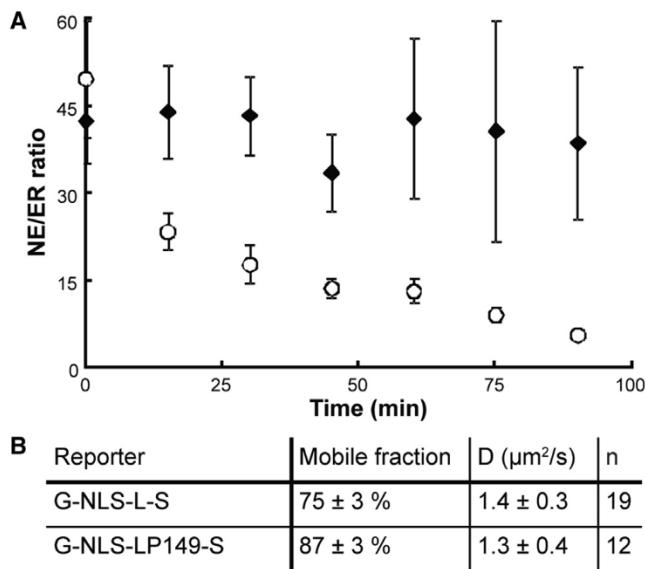 A
60
45
30
15
0
NE/ER ratio
0 25 50 75 100
Time (min)
B
Reporter Mobile fraction D (μm²/s) n
G-NLS-L-S 75 ± 3 % 1.4 ± 0.3 19
G-NLS-LP149-S 87 ± 3 % 1.3 ± 0.4 12